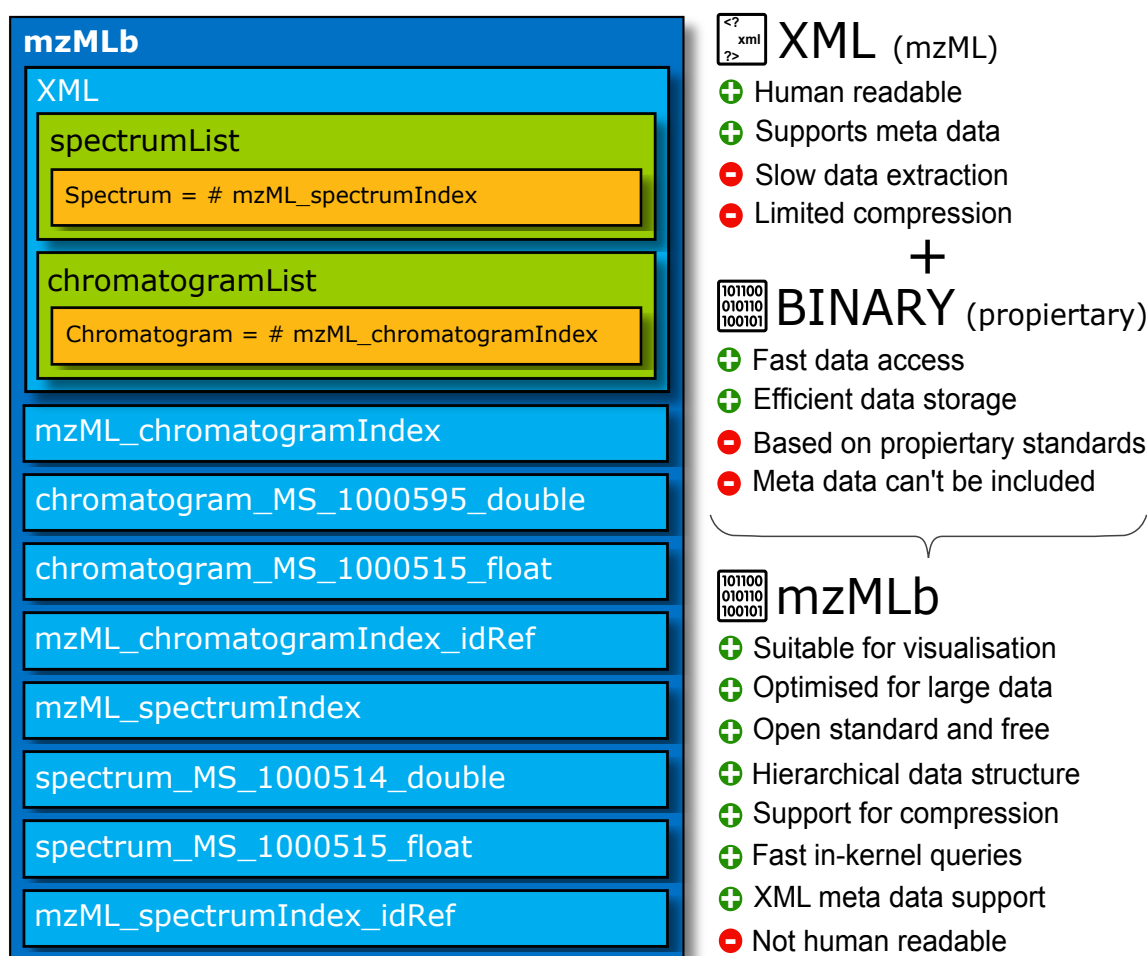 mzMLb
XML
spectrumList
Spectrum = # mzML_spectrumIndex
chromatogramList
Chromatogram = # mzML_chromatogramIndex
mzML_chromatogramIndex
chromatogram_MS_1000595_double
chromatogram_MS_1000515_float
mzML_chromatogramIndex_idRef
mzML_spectrumIndex
spectrum_MS_1000514_double
spectrum_MS_1000515_float
mzML_spectrumIndex_idRef
<?
xml
?>
XML (mzML)
Human readable
Supports meta data
Slow data extraction
Limited compression
+
101100
010110
100101
BINARY (propiertary)
Fast data access
Efficient data storage
Based on propiertary standards
Meta data can't be included
101100
010110
100101
mzMLb
Suitable for visualisation
Optimised for large data
Open standard and free
Hierarchical data structure
Support for compression
Fast in-kernel queries
XML meta data support
Not human readable